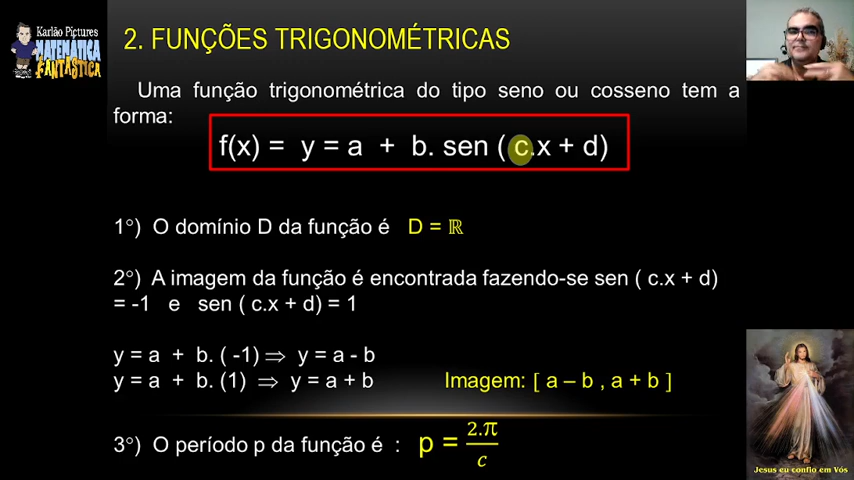 Karlão Pictures
MATEMÁTICA
FANTÁSTICA
2. FUNÇÕES TRIGONOMÉTRICAS
Uma função trigonométrica do tipo seno ou cosseno tem a
forma:
f(x) = y = a + b. sen ( c.x + d)
1°) O domínio D da função é D = ℝ
2°) A imagem da função é encontrada fazendo-se sen ( c.x + d)
= -1 e sen ( c.x + d) = 1
y = a + b. ( -1) ⇒ y = a - b
y = a + b. (1) ⇒ y = a + b Imagem: [ a – b , a + b ]
3°) O período p da função é : p = 2.π/c
Jesus eu confio em Vós